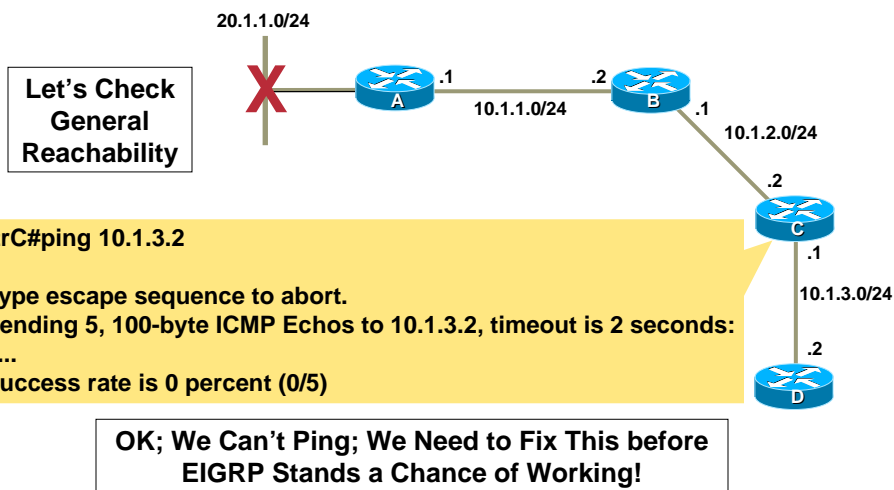 20.1.1.0/24
Let's Check
General
Reachability
.1
.2
A
B
10.1.1.0/24
.1
10.1.2.0/24
.2
C
.1
10.1.3.0/24
.2
D
rC#ping 10.1.3.2
ype escape sequence to abort.
ending 5, 100-byte ICMP Echos to 10.1.3.2, timeout is 2 seconds:
...
uccess rate is 0 percent (0/5)
OK; We Can't Ping; We Need to Fix This before
EIGRP Stands a Chance of Working!